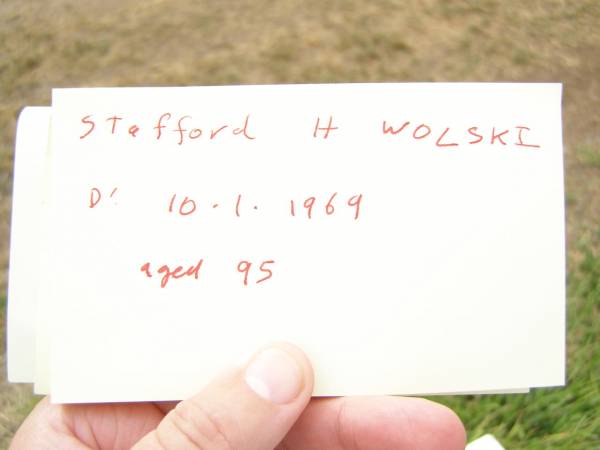 Stafford H WOLSKI
D: 10.1.1969
aged 95